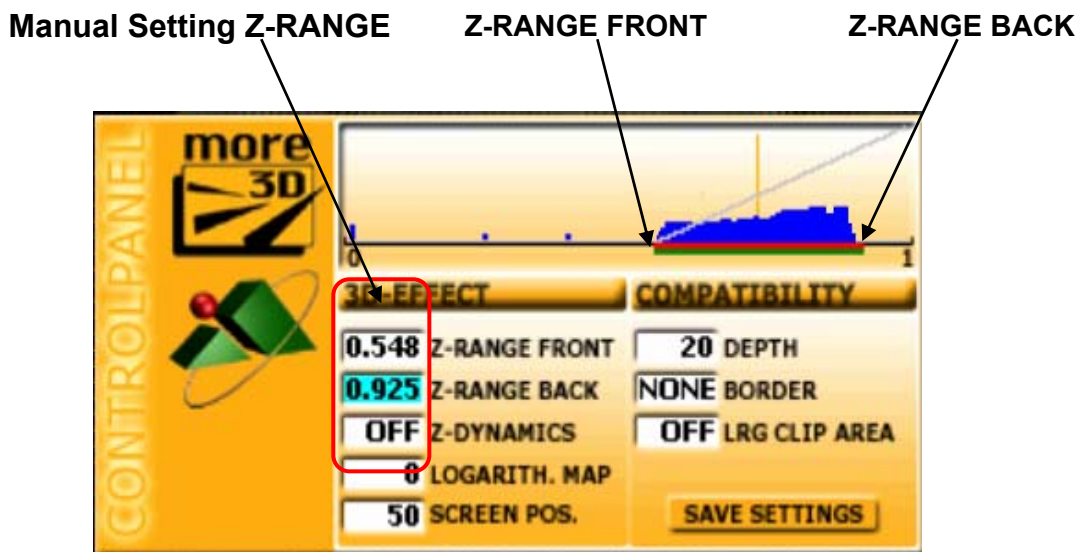 Manual Setting Z-RANGE
Z-RANGE FRONT
Z-RANGE BACK
CONTROLPANEL
more
3D
0
1
3D-EFFECT
COMPATIBILITY
0.548 Z-RANGE FRONT
20 DEPTH
0.925 Z-RANGE BACK
NONE BORDER
OFF Z-DYNAMICS
OFF LRG CLIP AREA
0 LOGARITH. MAP
50 SCREEN POS.
SAVE SETTINGS